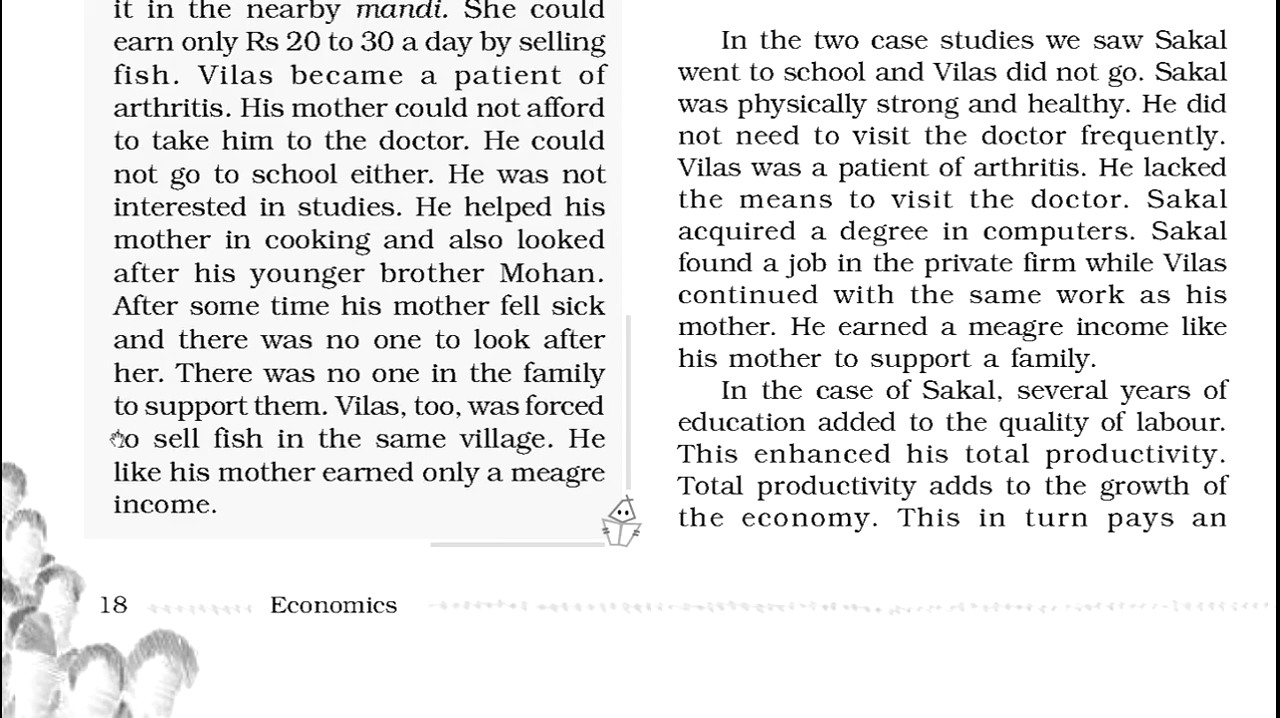 it in the nearby mandi. She could
earn only Rs 20 to 30 a day by selling
fish. Vilas became a patient of
arthritis. His mother could not afford
to take him to the doctor. He could
not go to school either. He was not
interested in studies. He helped his
mother in cooking and also looked
after his younger brother Mohan.
After some time his mother fell sick
and there was no one to look after
her. There was no one in the family
to support them. Vilas, too, was forced
to sell fish in the same village. He
like his mother earned only a meagre
income.
In the two case studies we saw Sakal
went to school and Vilas did not go. Sakal
was physically strong and healthy. He did
not need to visit the doctor frequently.
Vilas was a patient of arthritis. He lacked
the means to visit the doctor. Sakal
acquired a degree in computers. Sakal
found a job in the private firm while Vilas
continued with the same work as his
mother. He earned a meagre income like
his mother to support a family.
In the case of Sakal, several years of
education added to the quality of labour.
This enhanced his total productivity.
Total productivity adds to the growth of
the economy. This in turn pays an
18 Economics